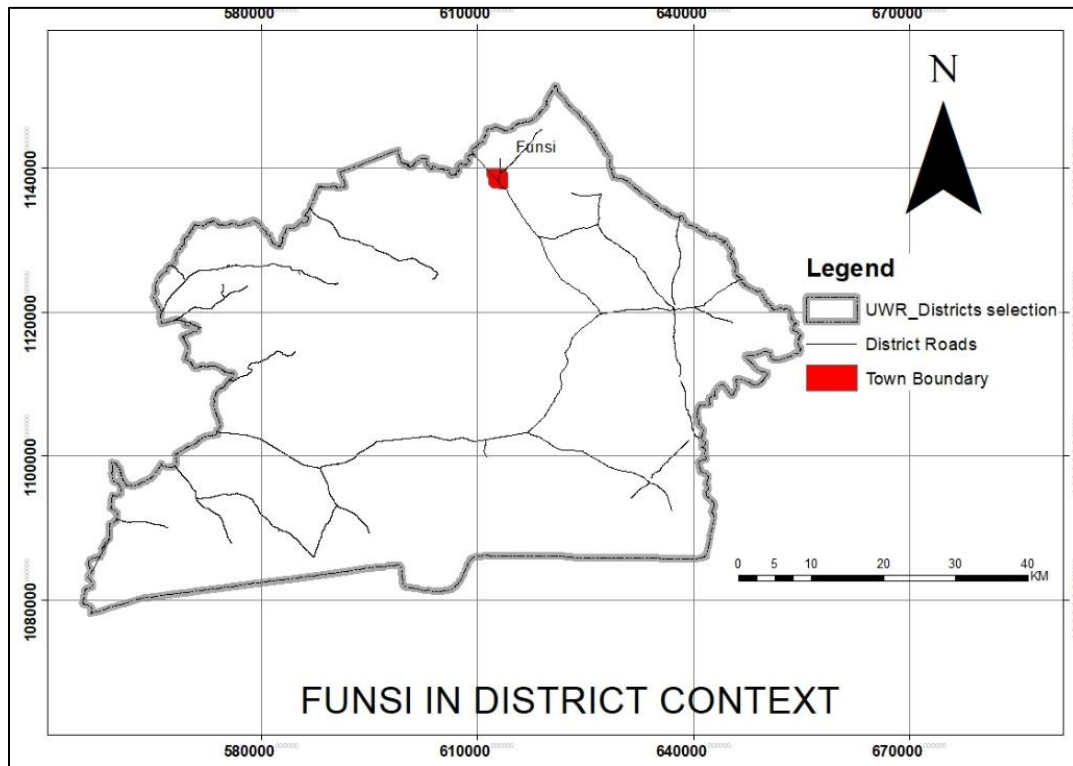 580000 610000 640000 670000
N
Funsi
1140000
1120000
1100000
1080000
Legend
UWR_Districts selection
District Roads
Town Boundary
0 5 10 20 30 40
KM
FUNSI IN DISTRICT CONTEXT
580000 610000 640000 670000